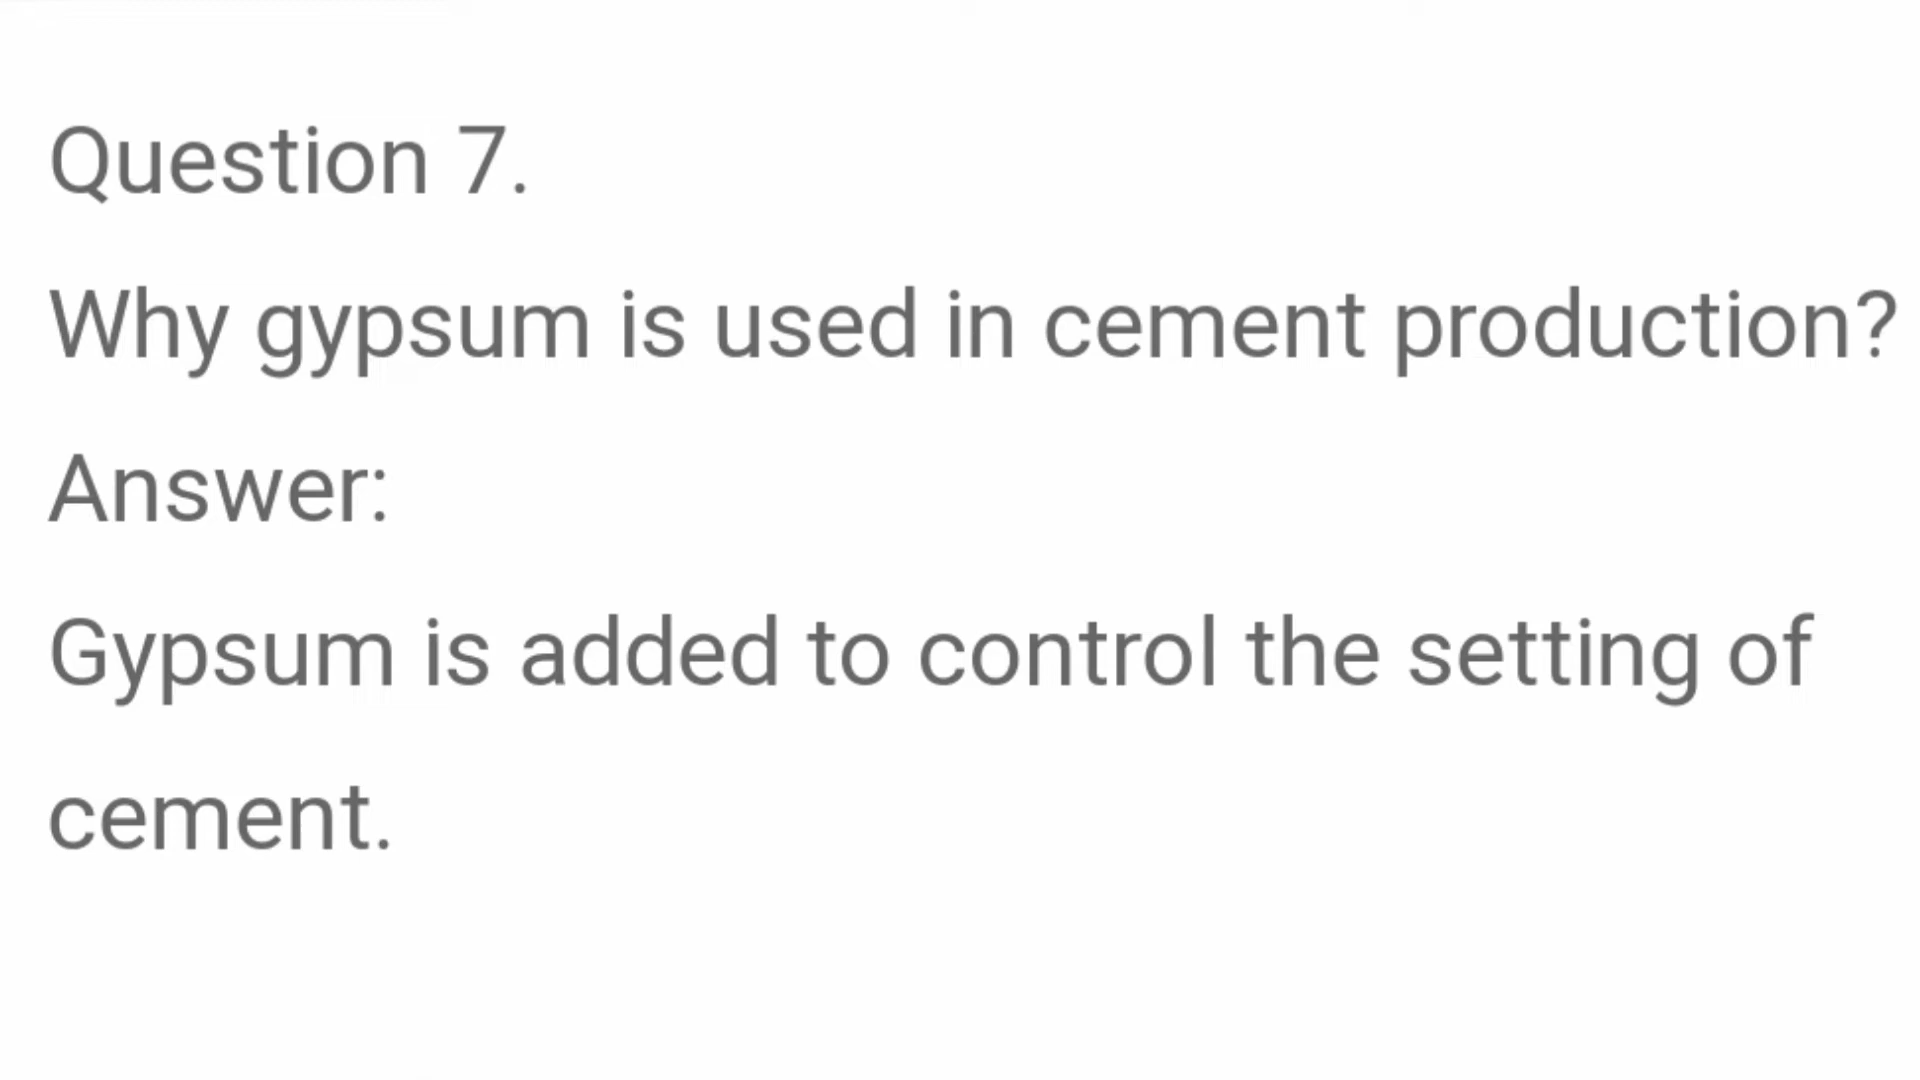 Question 7.
Why gypsum is used in cement production?
Answer:
Gypsum is added to control the setting of
cement.